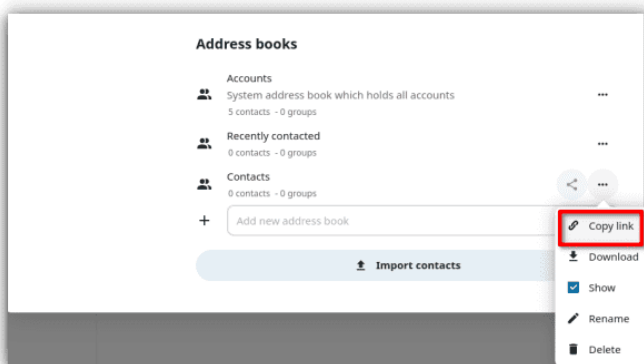 Address books
Accounts
System address book which holds all accounts
5 contacts - 0 groups
Recently contacted
0 contacts - 0 groups
Contacts
0 contacts - 0 groups
Add new address book
Import contacts
Copy link
Download
Show
Rename
Delete